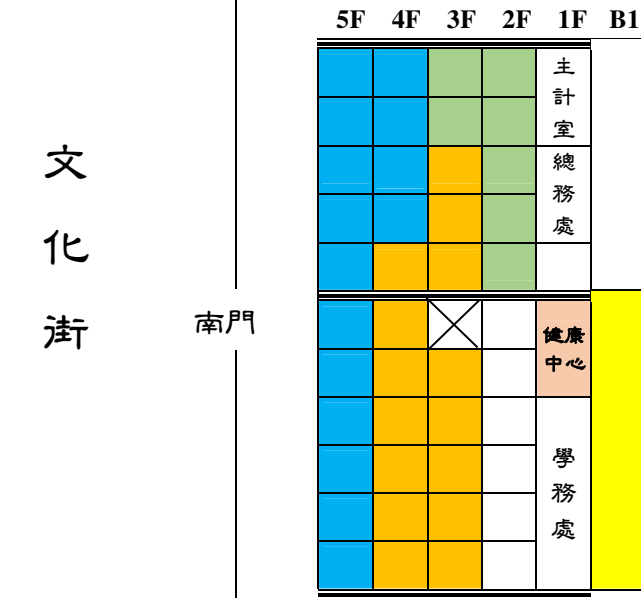 5F 4F 3F 2F 1F B1
主計室
總務處
文化街
南門
健康
中心
學務處